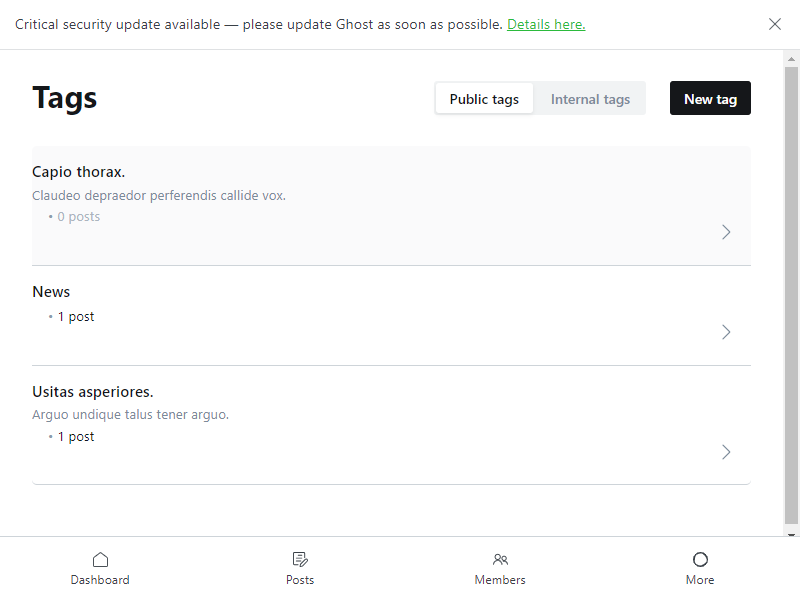 Critical security update available — please update Ghost as soon as possible. Details here.
Tags
Public tags
Internal tags
New tag
Capio thorax.
Claudeo depraedor perferendis callide vox.
• 0 posts
News
• 1 post
Usitas asperiores.
Arguo undique talus tener arguo.
• 1 post
Dashboard
Posts
Members
More